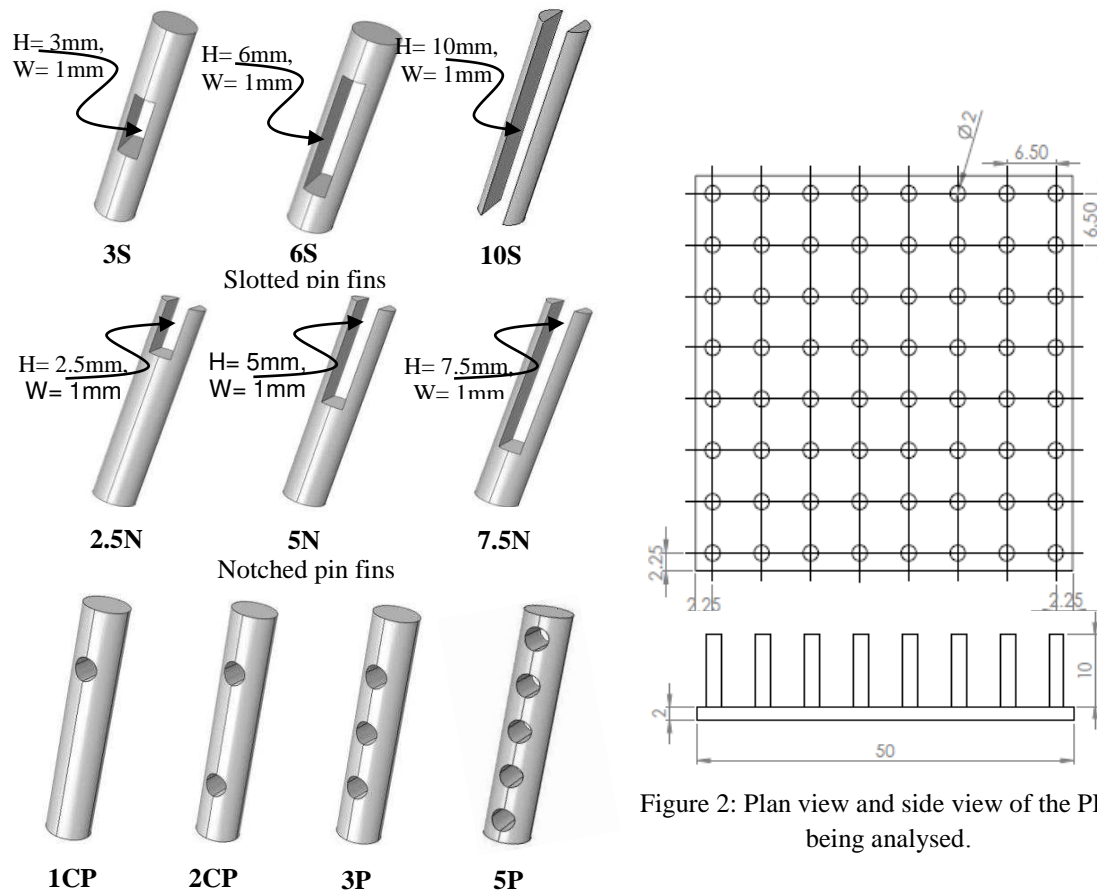 H= 3mm,
W= 1mm
H= 6mm,
W= 1mm
H= 10mm,
W= 1mm
3S
6S
10S
Slotted pin fins
H= 2.5mm,
W= 1mm
H= 5mm,
W= 1mm
H= 7.5mm,
W= 1mm
2.5N
5N
7.5N
Notched pin fins
1CP
2CP
3P
5P
Ø2
6.50
6.50
2.25
2.25
2.25
10
2
50
Figure 2: Plan view and side view of the
being analysed.